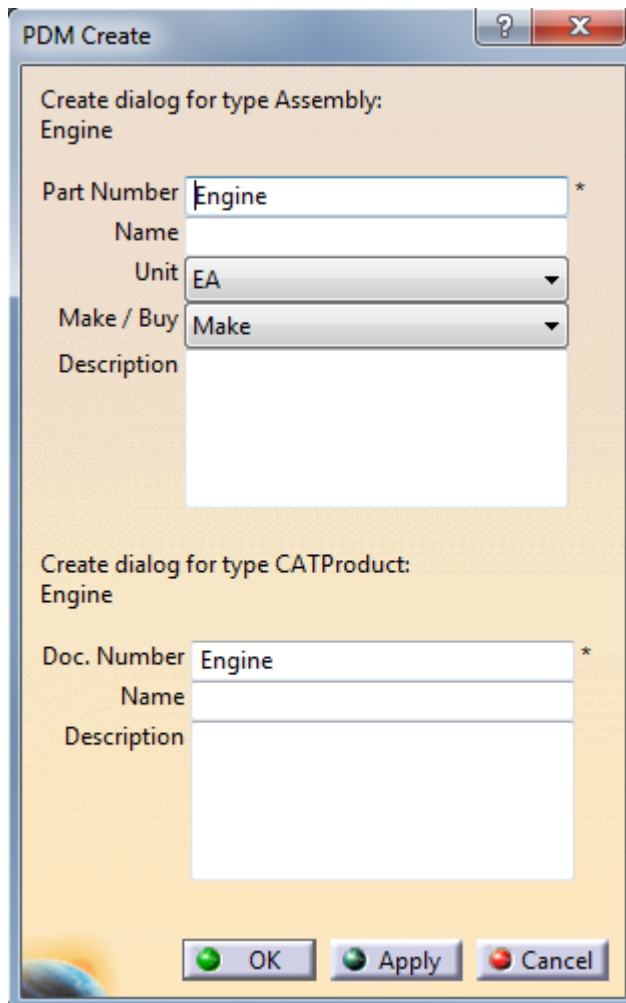 PDM Create
?
X
Create dialog for type Assembly:
Engine
Part Number Engine *
Name
Unit EA
Make / Buy Make
Description
Create dialog for type CATProduct:
Engine
Doc. Number Engine *
Name
Description
OK Apply Cancel